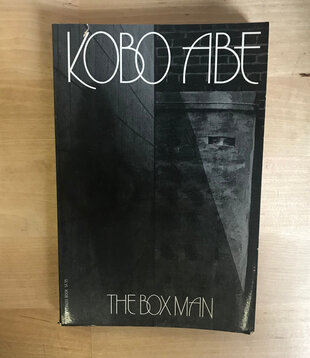 KOBO ABE
THE BOX MAN